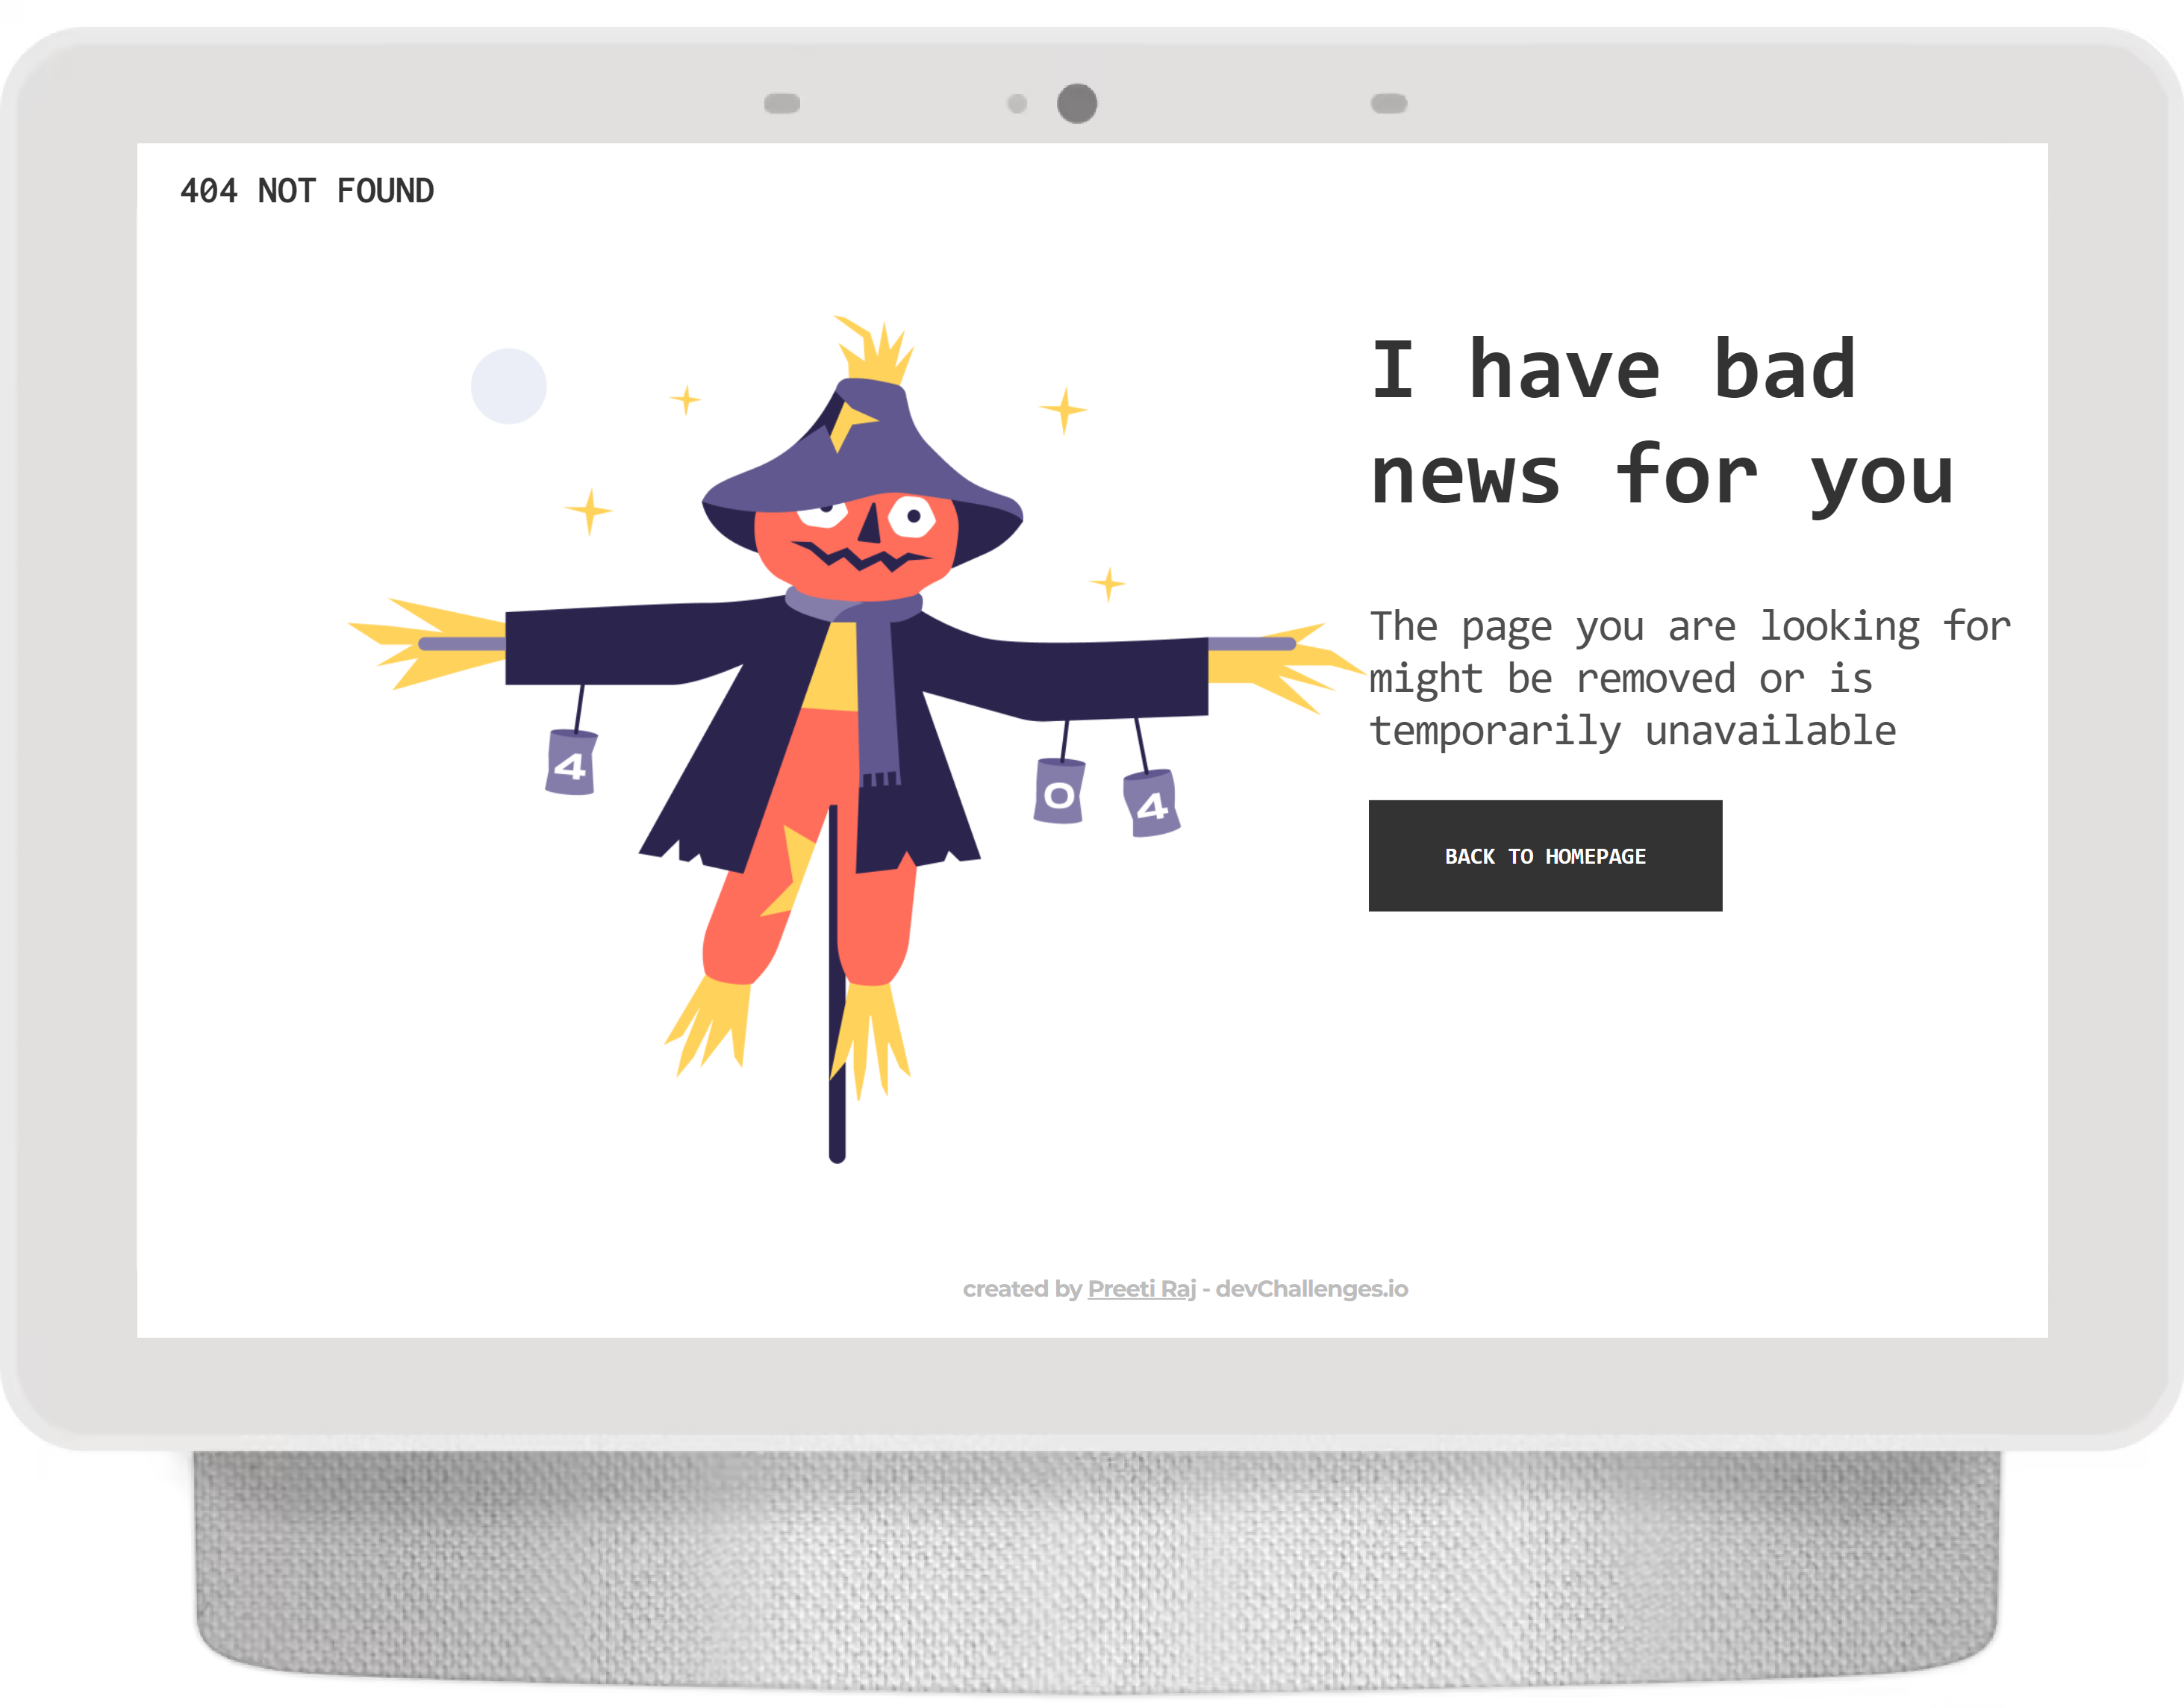 404 NOT FOUND
I have bad
news for you
The page you are looking for
might be removed or is
temporarily unavailable
4
0
4
BACK TO HOMEPAGE
created by Preeti Raj - devChallenges.io